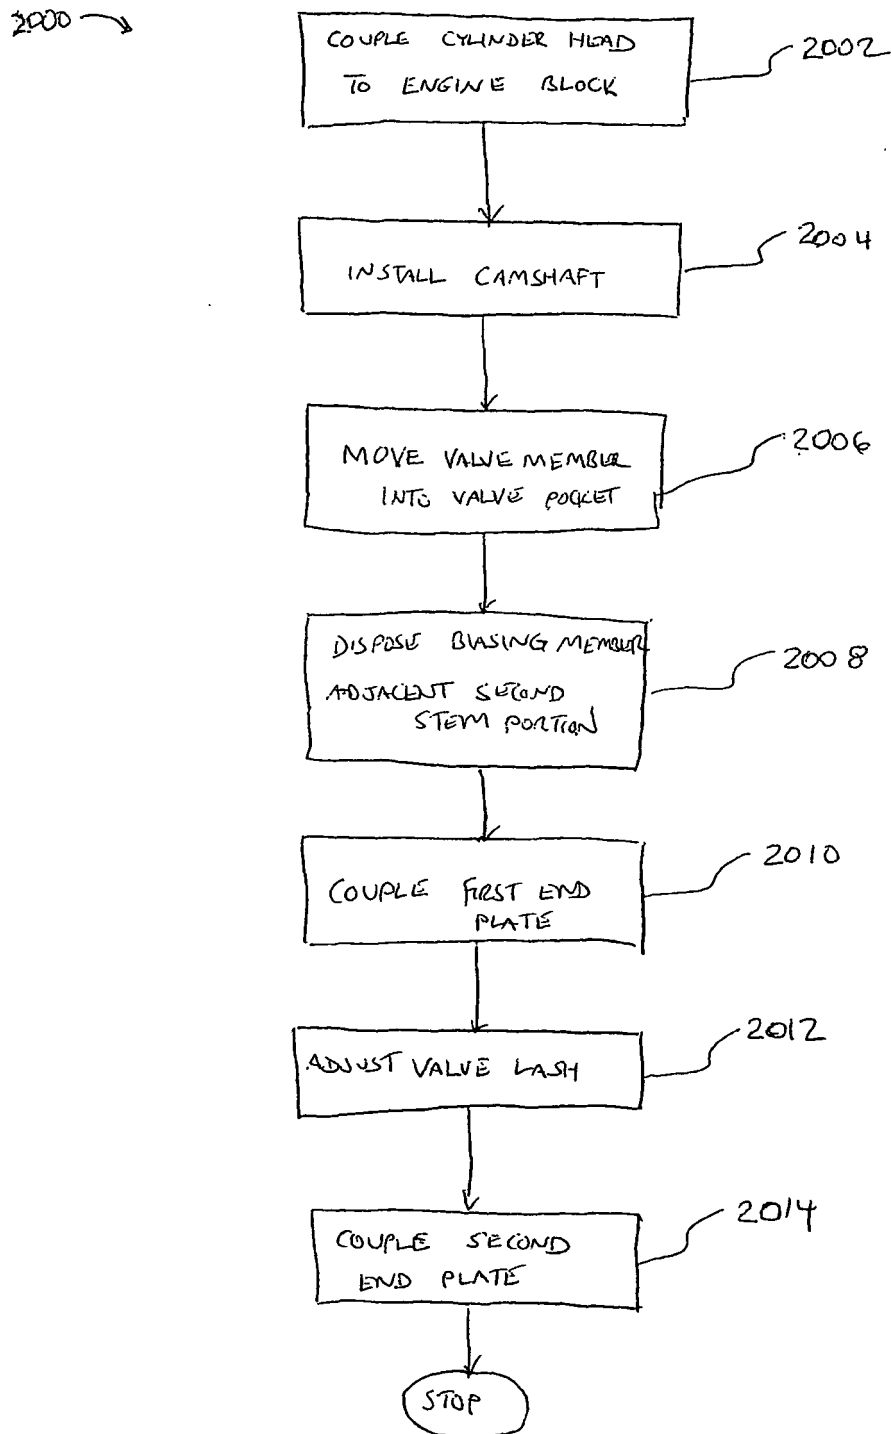 2000
COUPLE CYLINDER HEAD
TO ENGINE BLOCK
2002
INSTALL CAMSHAFT
2004
MOVE VALVE MEMBER
INTO VALVE POCKET
2006
DISPOSE BIASING MEMBER
ADJACENT SECOND
STEM PORTION
2008
COUPLE FIRST END
PLATE
2010
ADJUST VALVE LASH
2012
COUPLE SECOND
END PLATE
2014
STOP